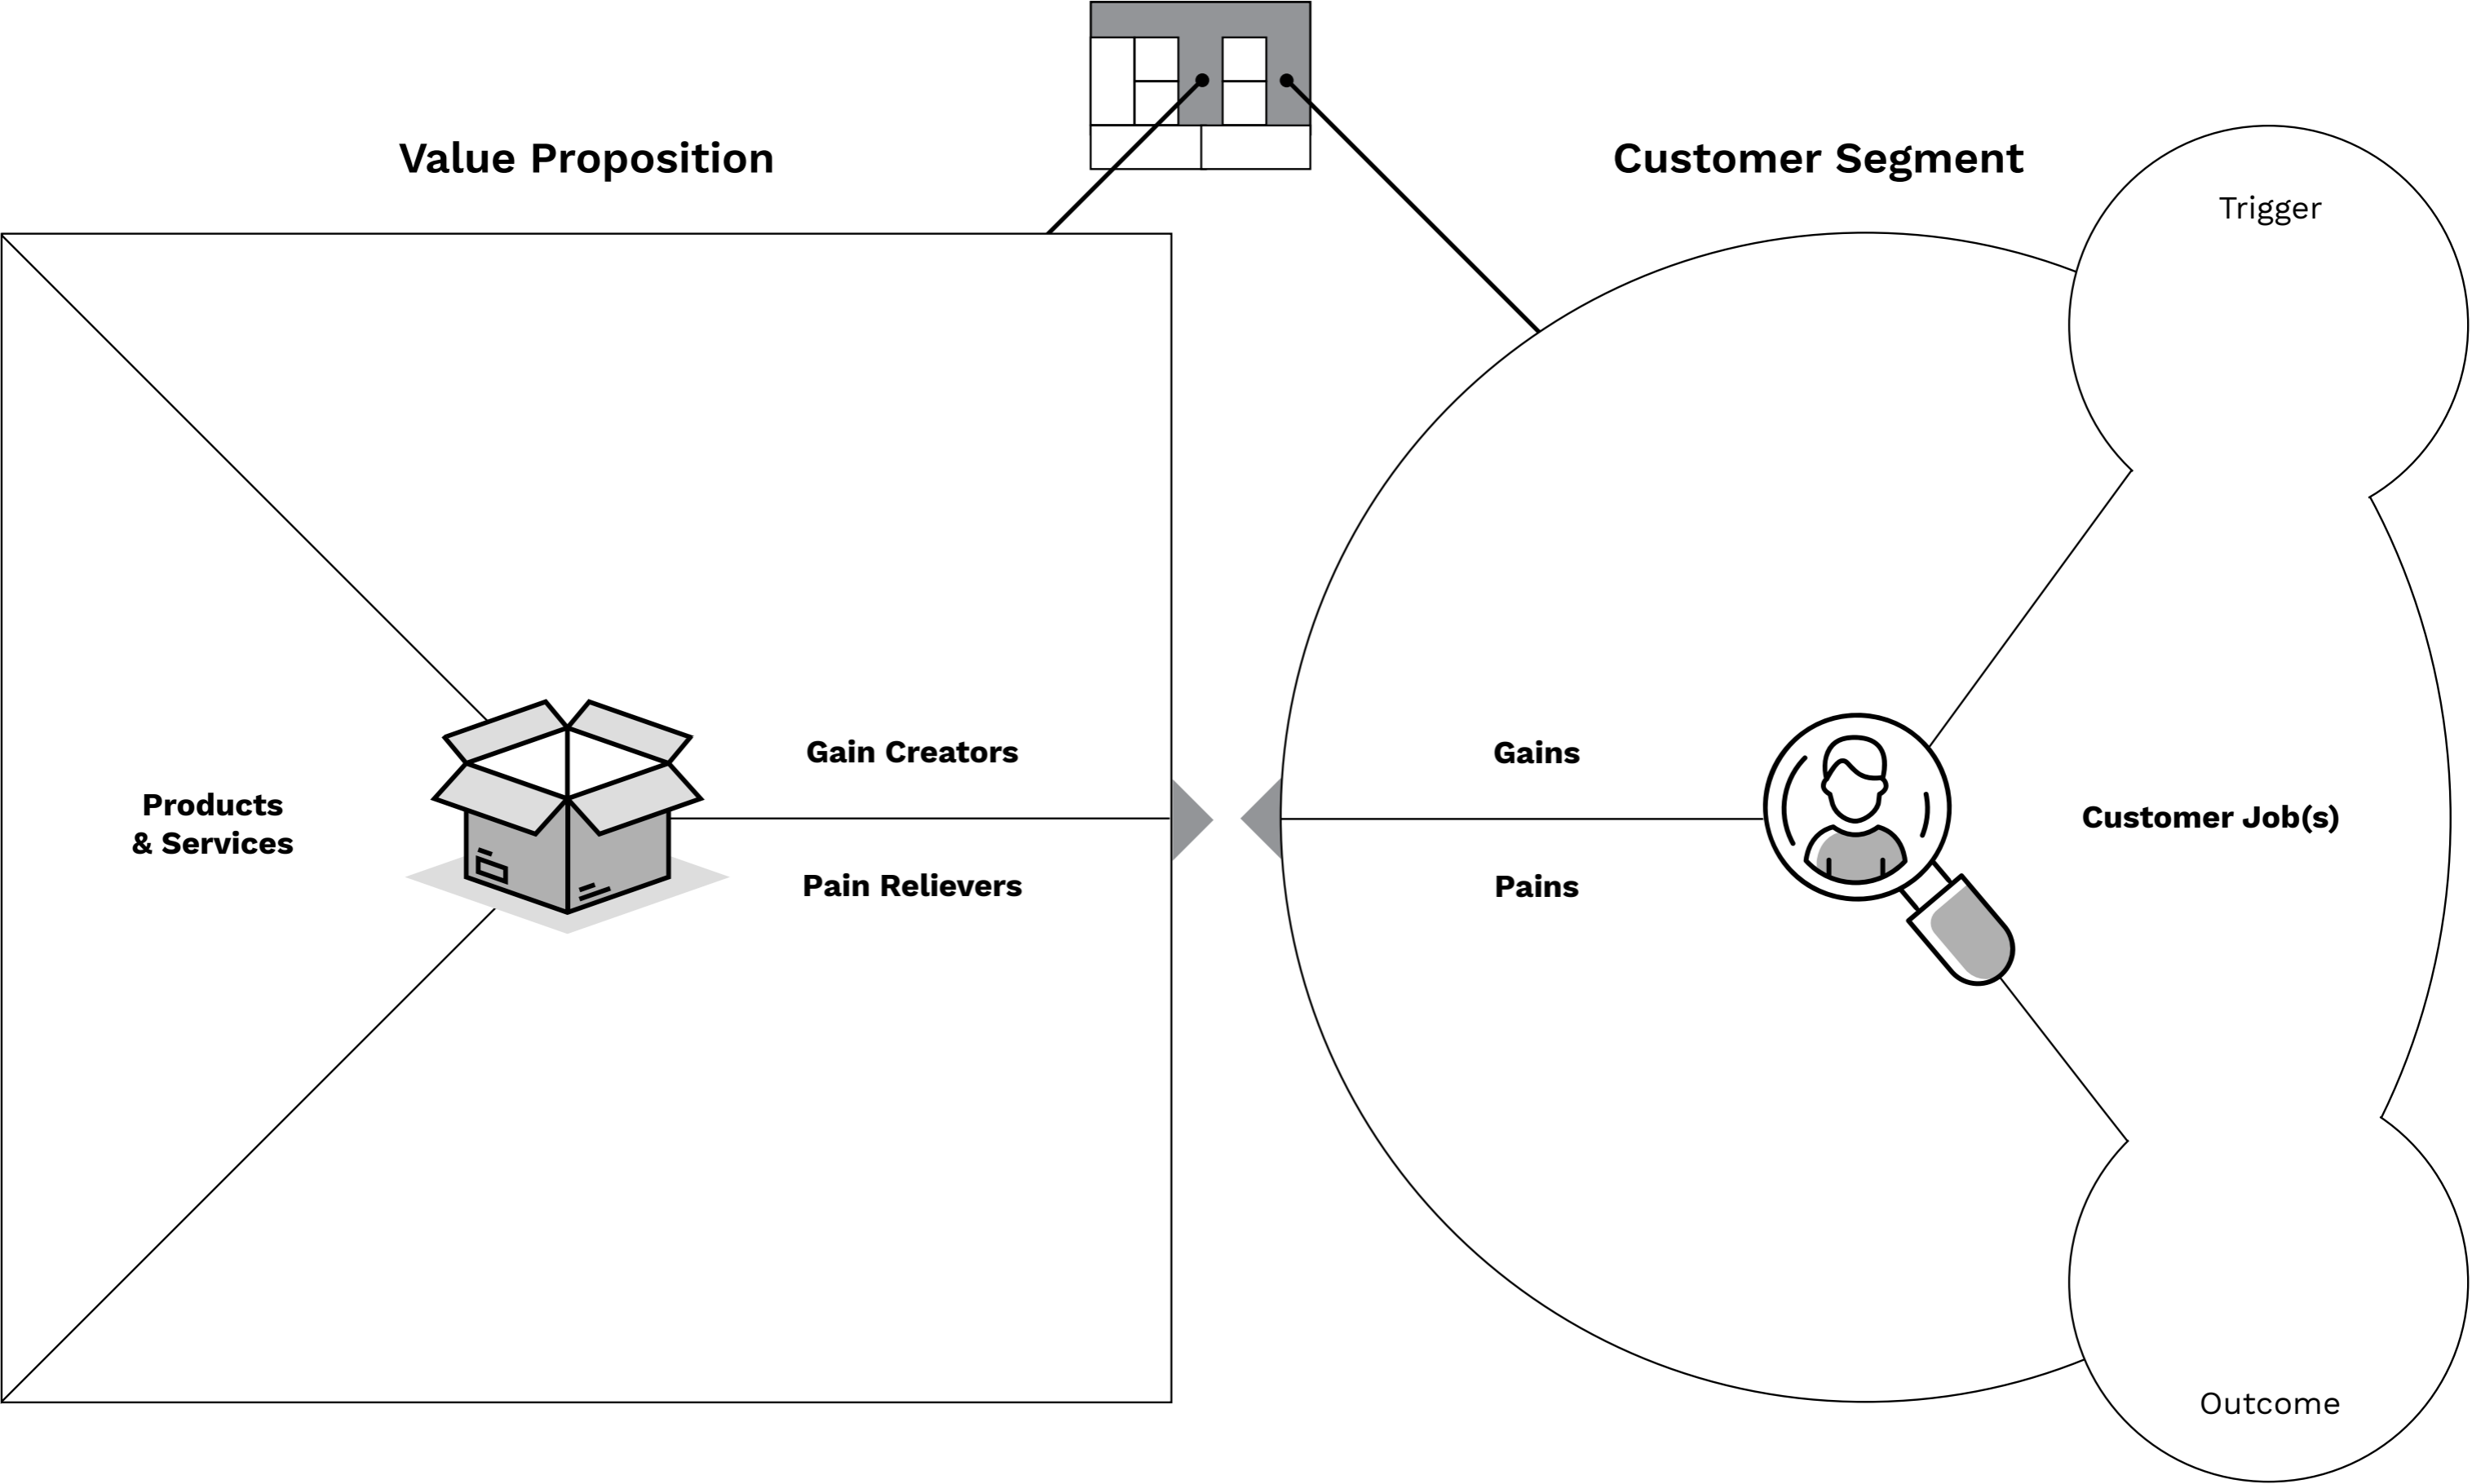 Value Proposition
Customer Segment
Trigger
Gain Creators
Gains
Products
& Services
Customer Job(s)
Pain Relievers
Pains
Outcome